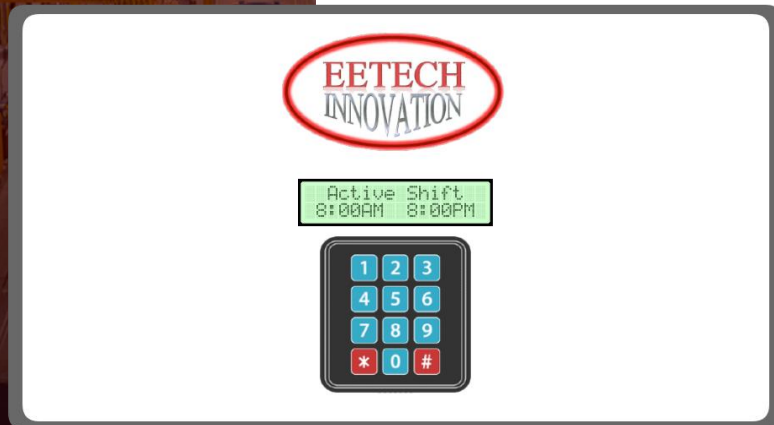 EETECH
INNOVATION
Active Shift
8:00AM 8:00PM
1 2 3
4 5 6
7 8 9
* 0 #